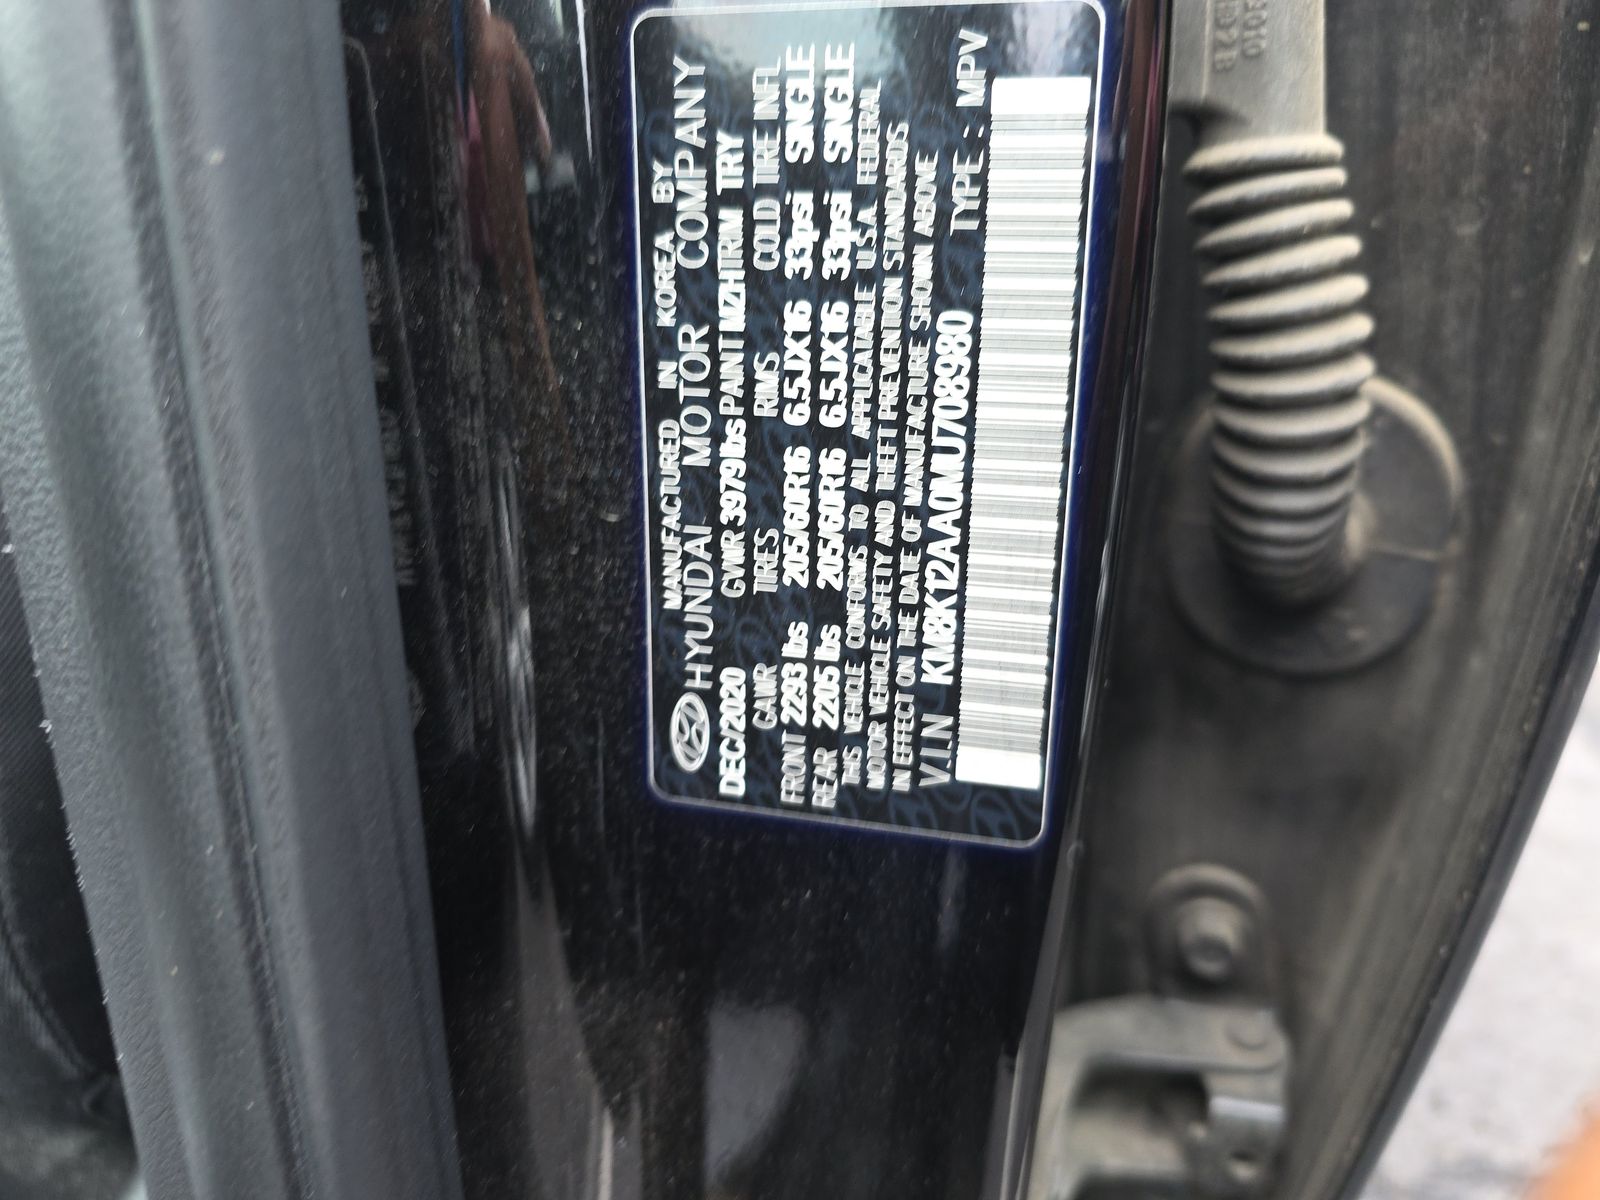 MANUFACTURED IN KOREA BY
HYUNDAI MOTOR COMPANY
DEC/2020 GVWR 3979lbs PAINT MZH TRIM TRY
GAWR TIRES RIMS COLD TIRE INFL
FRONT 2293 lbs 205/60R16 6.5JX16 33psi SINGLE
REAR 2205 lbs 205/60R16 6.5JX16 33psi SINGLE
THIS VEHICLE CONFORMS TO ALL APPLICATABLE U.S.A. FEDERAL
MOTOR VEHICLE SAFETY AND THEFT PREVENTION STANDARDS
IN EFFECT ON THE DATE OF MANUFACTURE SHOWN ABOVE
V.I.N KM8K12AA0MU708980 TYPE : MPV